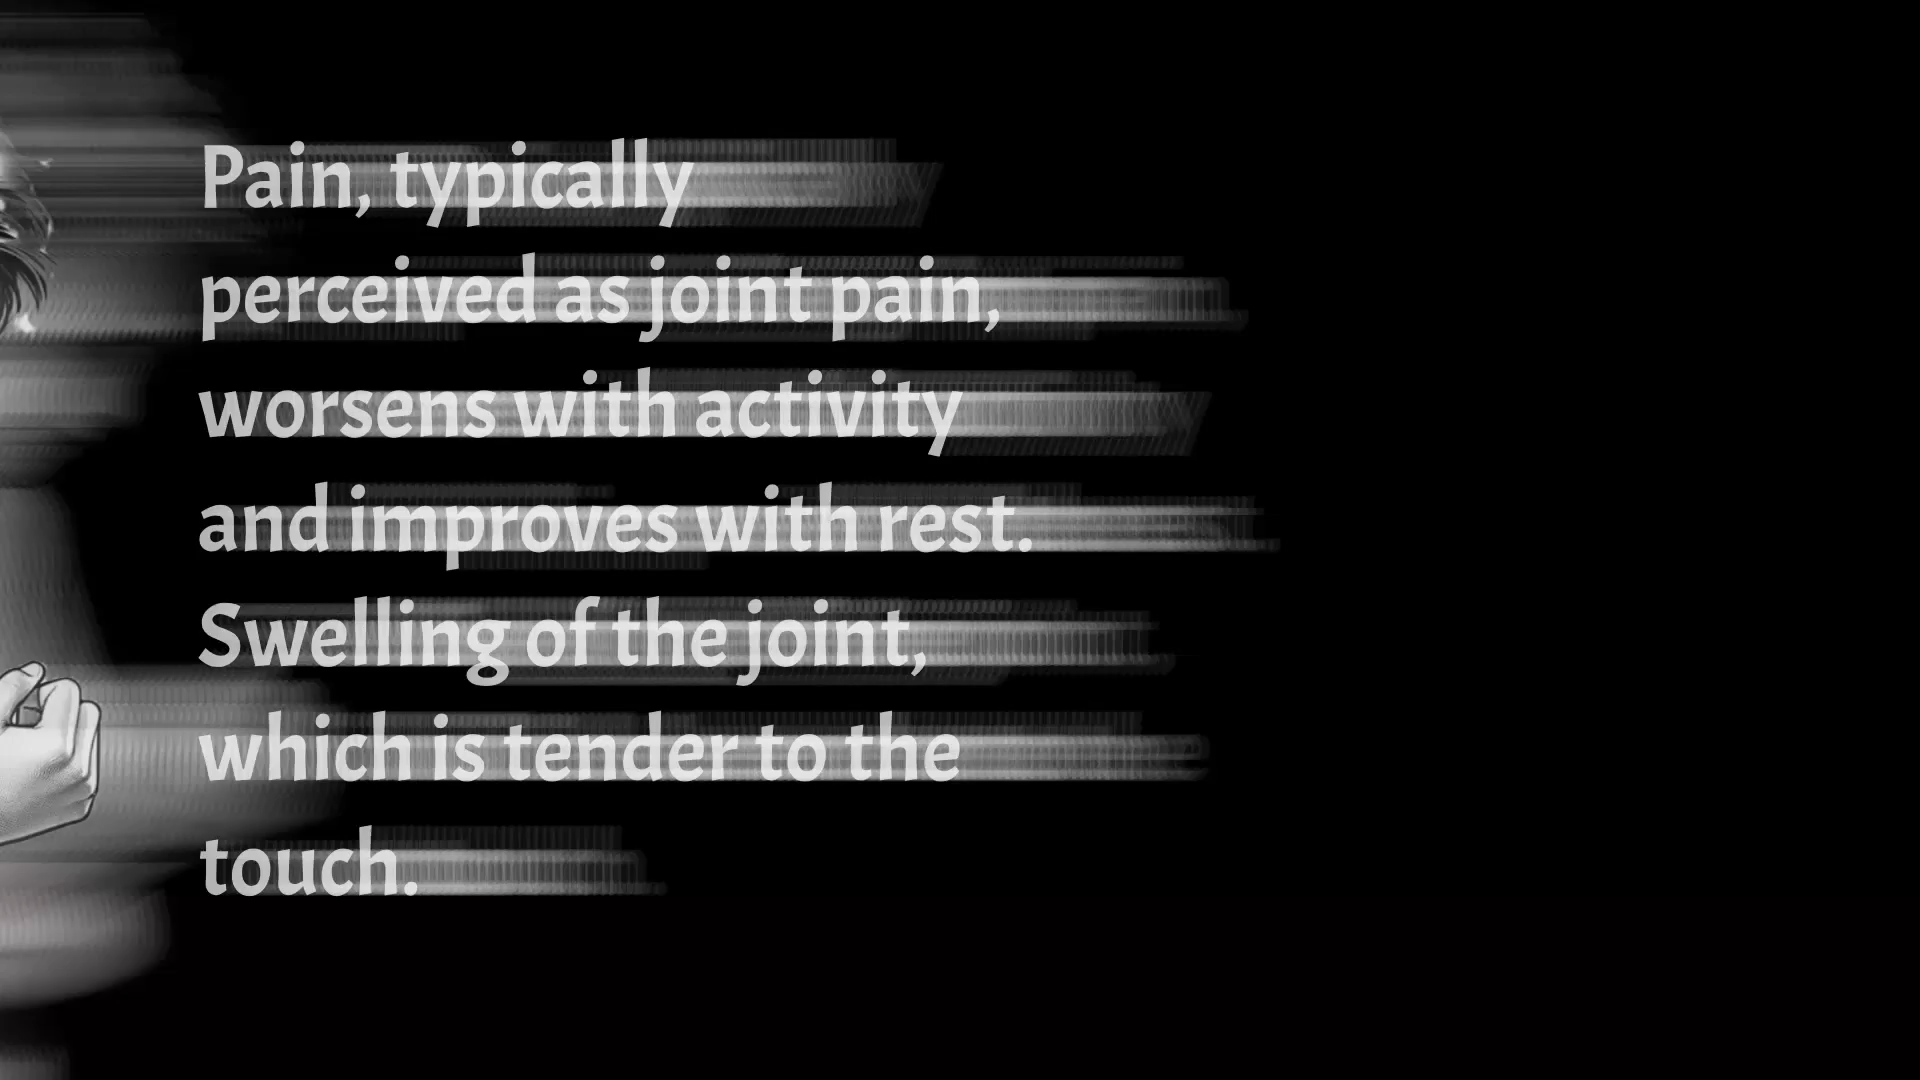 Pain, typically
perceived as joint pain,
worsens with activity
and improves with rest.
Swelling of the joint,
which is tender to the
touch.